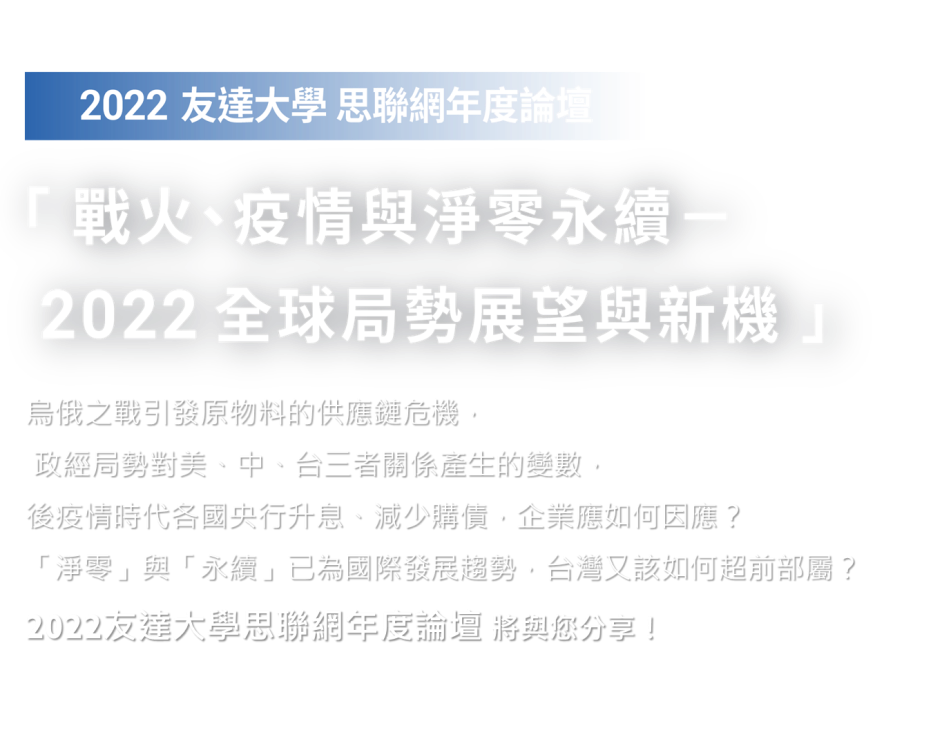 2022 友達大學 思聯網年度論壇
「 戰火、疫情與淨零永續－
2022 全球局勢展望與新機 」
烏俄之戰引發原物料的供應鏈危機，
政經局勢對美、中、台三者關係產生的變數，
後疫情時代各國央行升息、減少購債，企業應如何因應？
「淨零」與「永續」已為國際發展趨勢，台灣又該如何超前部屬？
2022友達大學思聯網年度論壇 將與您分享！